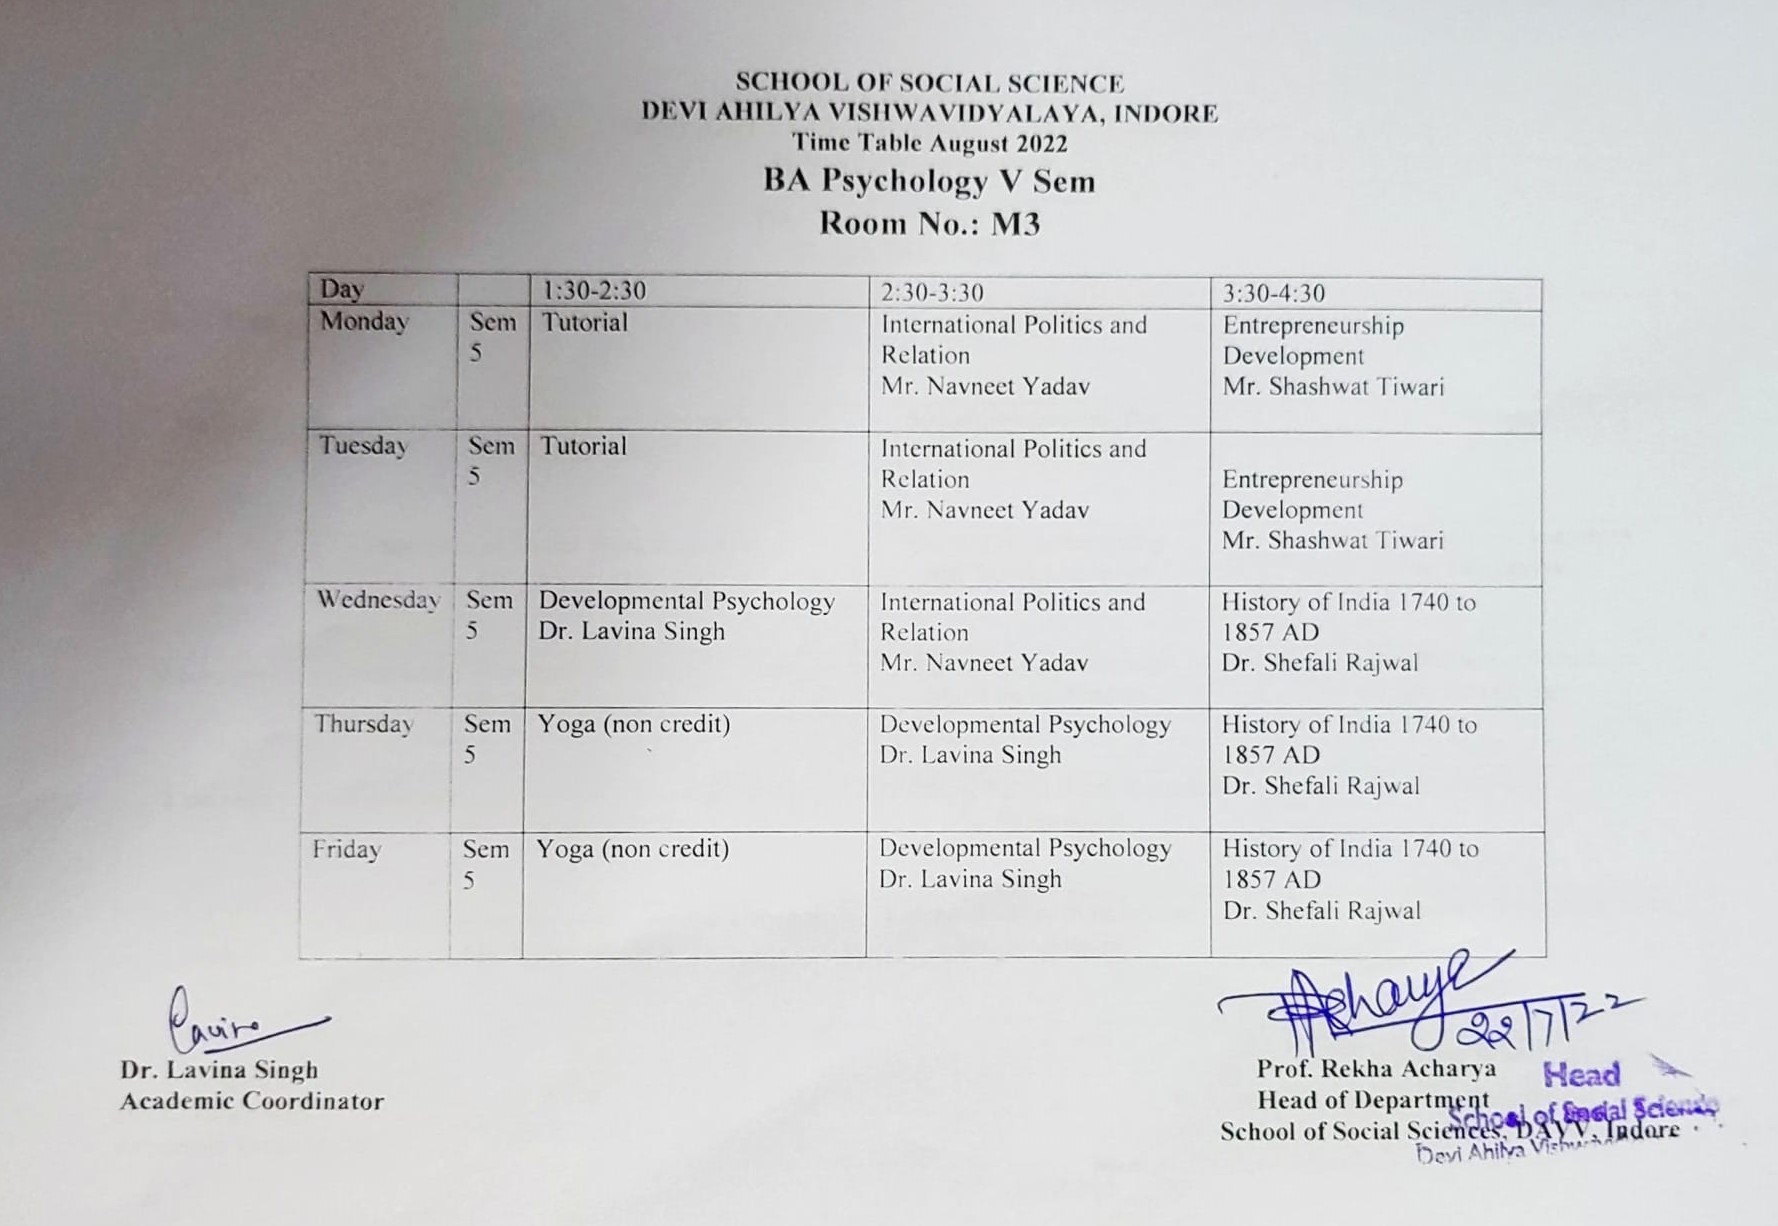 SCHOOL OF SOCIAL SCIENCE
DEVI AHILYA VISHWAVIDYALAYA, INDORE
Time Table August 2022
BA Psychology V Sem
Room No.: M3
Day 1:30-2:30 2:30-3:30 3:30-4:30
Monday Sem Tutorial International Politics and Entrepreneurship
5 Relation Development
Mr. Navneet Yadav Mr. Shashwat Tiwari
Tuesday Sem Tutorial International Politics and
5 Relation Entrepreneurship
Mr. Navneet Yadav Development
Mr. Shashwat Tiwari
Wednesday Sem Developmental Psychology International Politics and History of India 1740 to
5 Dr. Lavina Singh Relation 1857 AD
Mr. Navneet Yadav Dr. Shefali Rajwal
Thursday Sem Yoga (non credit) Developmental Psychology History of India 1740 to
5 Dr. Lavina Singh 1857 AD
Dr. Shefali Rajwal
Friday Sem Yoga (non credit) Developmental Psychology History of India 1740 to
5 Dr. Lavina Singh 1857 AD
Dr. Shefali Rajwal
Lavina
Acharya
22/7/22
Dr. Lavina Singh
Academic Coordinator
Prof. Rekha Acharya
Head of Department
School of Social Sciences, DAVV, Indore
Head
School of Social
Devi Ahilya